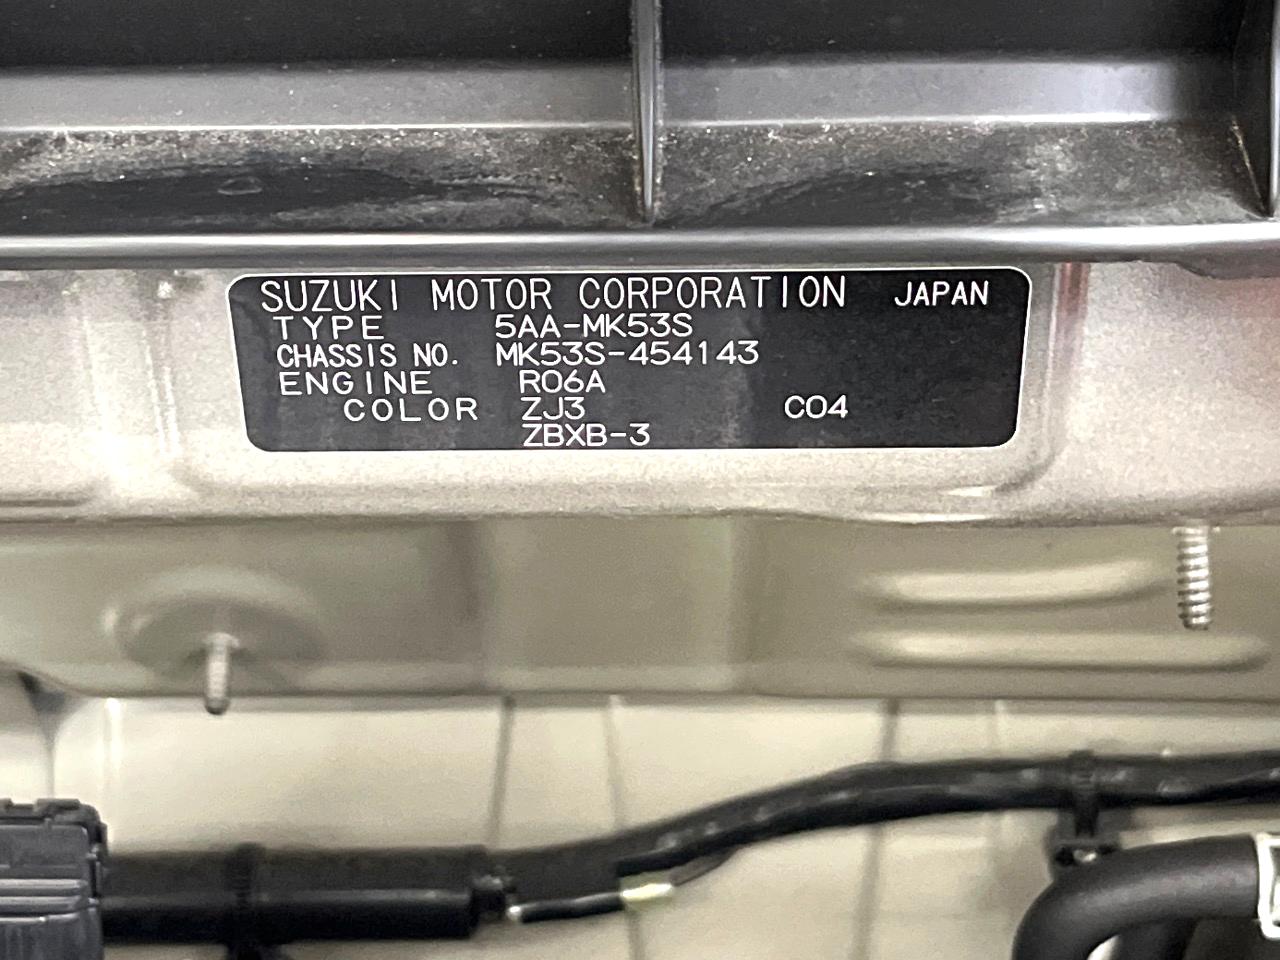 SUZUKI MOTOR CORPORATION JAPAN
TYPE 5AA-MK53S
CHASSIS NO. MK53S-454143
ENGINE R06A
COLOR ZJ3 C04
ZBXB-3